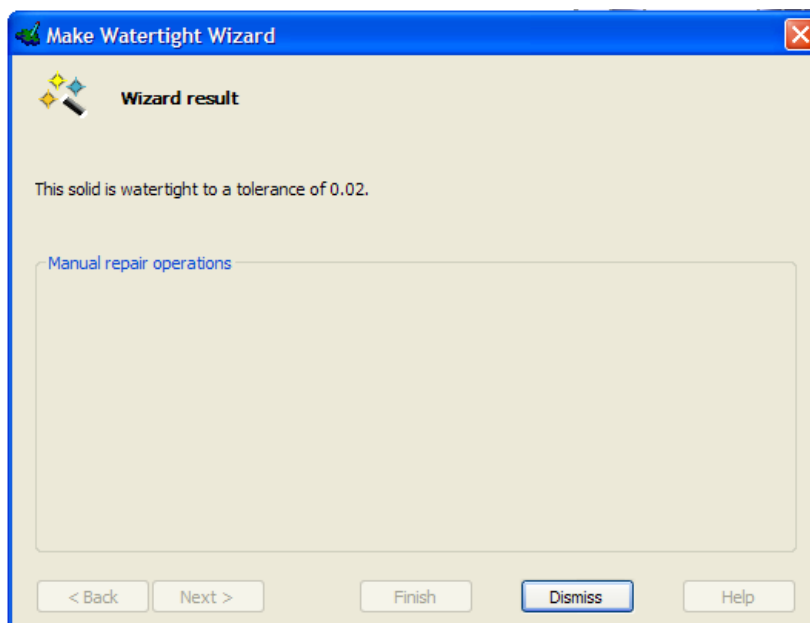 Make Watertight Wizard
Wizard result
This solid is watertight to a tolerance of 0.02.
Manual repair operations
< Back Next > Finish Dismiss Help